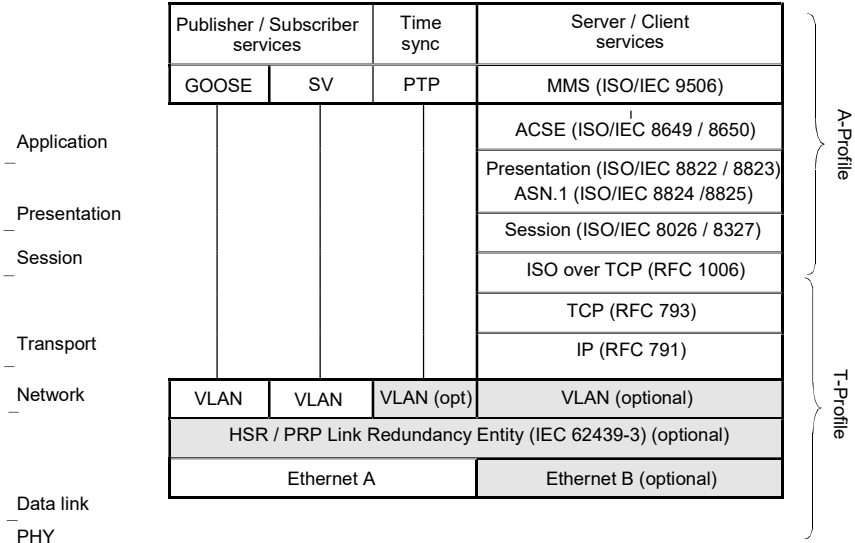 Publisher / Subscriber
services
Time
sync
Server / Client
services
GOOSE
SV
PTP
MMS (ISO/IEC 9506)
Application
ACSE (ISO/IEC 8649 / 8650)
Presentation (ISO/IEC 8822 / 8823)
ASN.1 (ISO/IEC 8824 /8825)
Presentation
Session (ISO/IEC 8026 / 8327)
Session
ISO over TCP (RFC 1006)
TCP (RFC 793)
Transport
IP (RFC 791)
Network
VLAN
VLAN
VLAN (opt)
VLAN (optional)
HSR / PRP Link Redundancy Entity (IEC 62439-3) (optional)
Ethernet A
Ethernet B (optional)
Data link
PHY
A-Profile
T-Profile